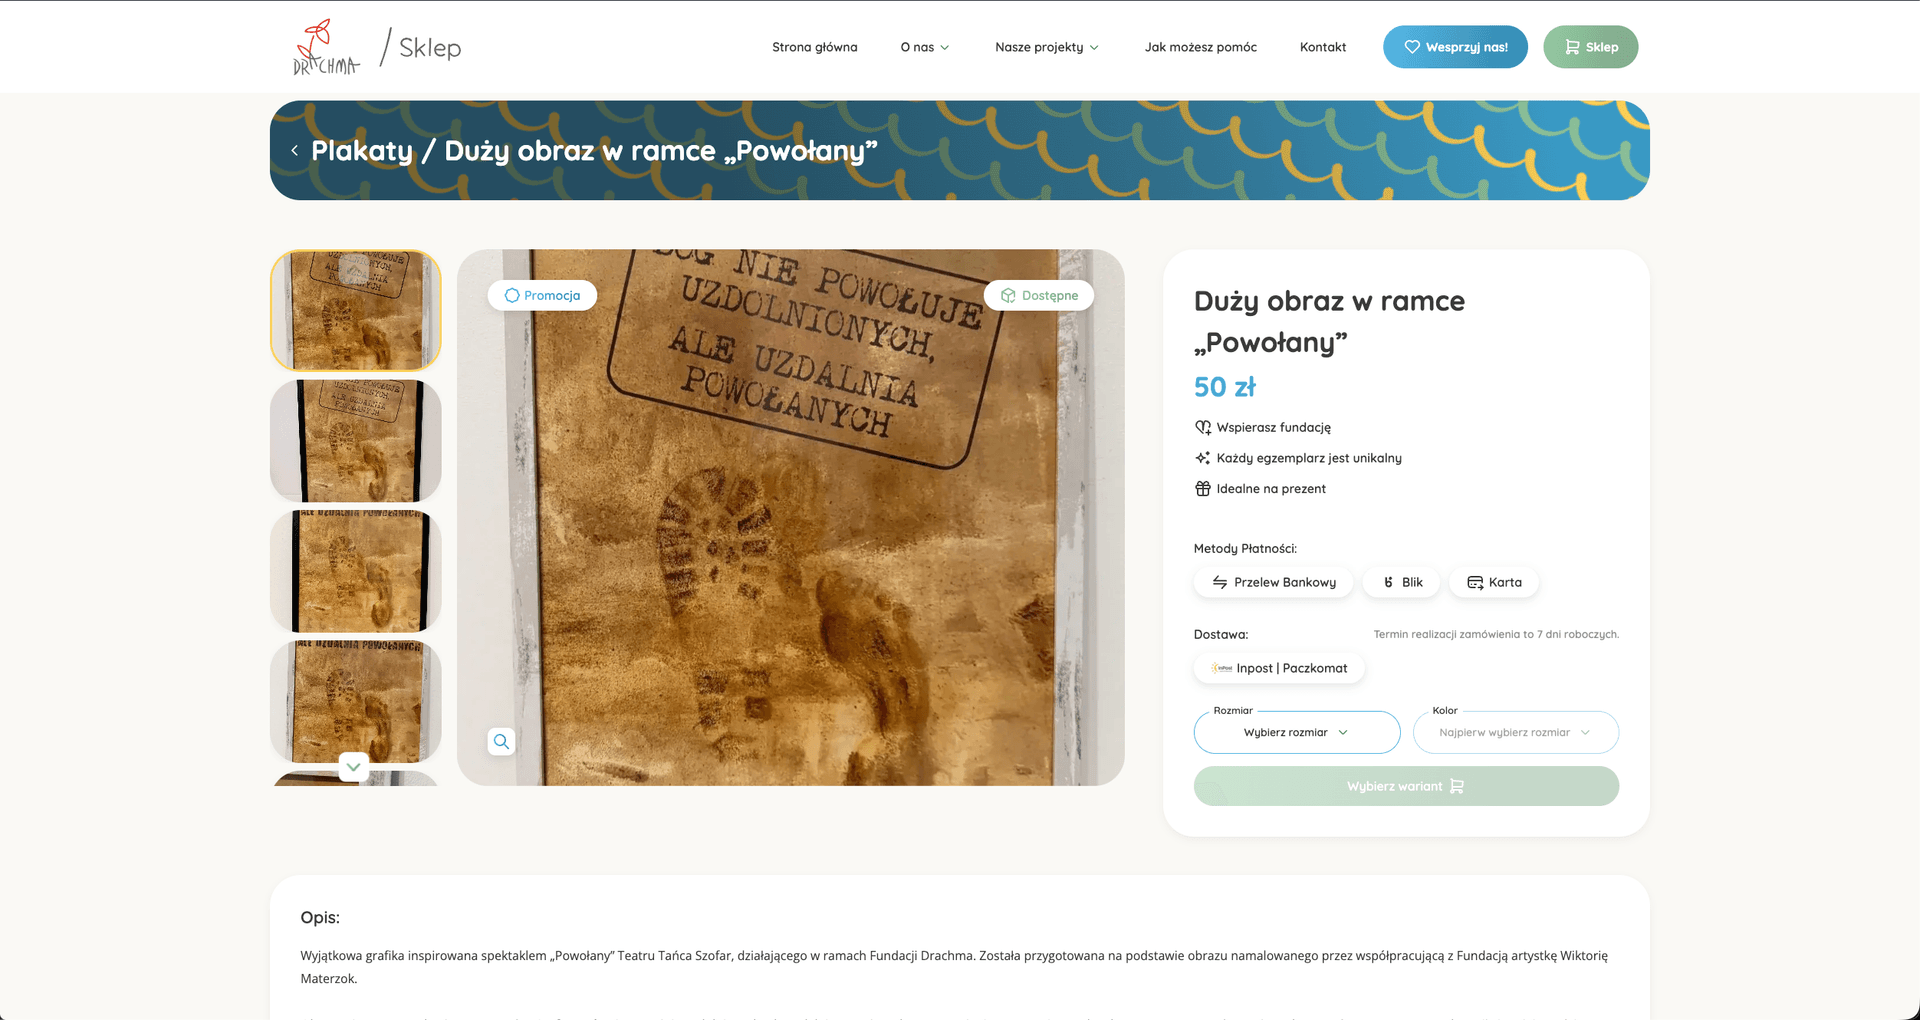 DRACHMA
/ Sklep
Strona główna
O nas
Nasze projekty
Jak możesz pomóc
Kontakt
Wesprzyj nas!
Sklep
Plakaty / Duży obraz w ramce „Powołany”
Promocja
Dostępne
BÓG NIE POWOŁUJE
UZDOLNIONYCH,
ALE UZDALNIA
POWOŁANYCH
Duży obraz w ramce
„Powołany”
50 zł
Wspierasz fundację
Każdy egzemplarz jest unikalny
Idealne na prezent
Metody Płatności:
Przelew Bankowy
Blik
Karta
Dostawa:
Termin realizacji zamówienia to 7 dni roboczych.
Inpost | Paczkomat
Rozmiar
Wybierz rozmiar
Kolor
Najpierw wybierz rozmiar
Wybierz wariant
Opis:
Wyjątkowa grafika inspirowana spektaklem „Powołany” Teatru Tańca Szofar, działającego w ramach Fundacji Drachma. Została przygotowana na podstawie obrazu namalowanego przez współpracującą z Fundacją artystkę Wiktorię
Materzok.